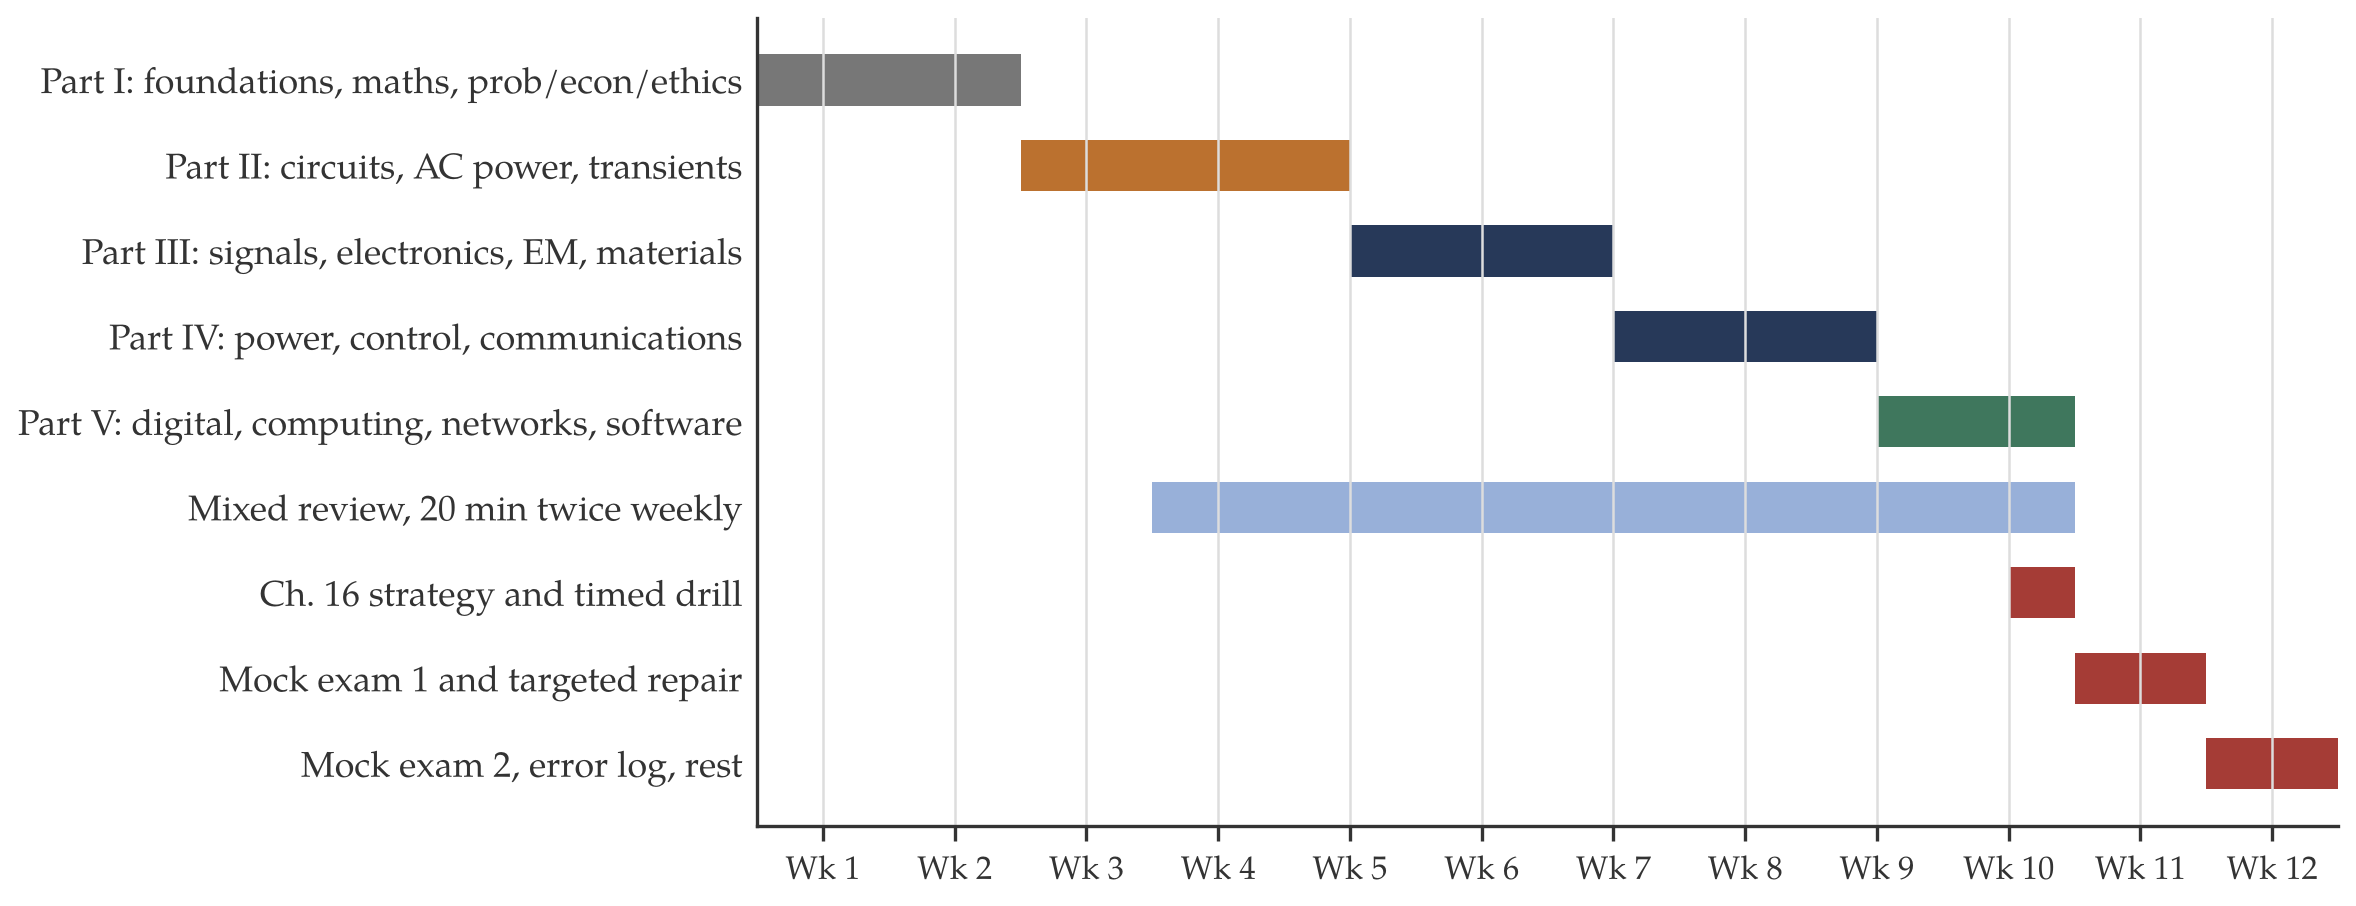 Part I: foundations, maths, prob/econ/ethics
Part II: circuits, AC power, transients
Part III: signals, electronics, EM, materials
Part IV: power, control, communications
Part V: digital, computing, networks, software
Mixed review, 20 min twice weekly
Ch. 16 strategy and timed drill
Mock exam 1 and targeted repair
Mock exam 2, error log, rest
Wk 1 Wk 2 Wk 3 Wk 4 Wk 5 Wk 6 Wk 7 Wk 8 Wk 9 Wk 10 Wk 11 Wk 12